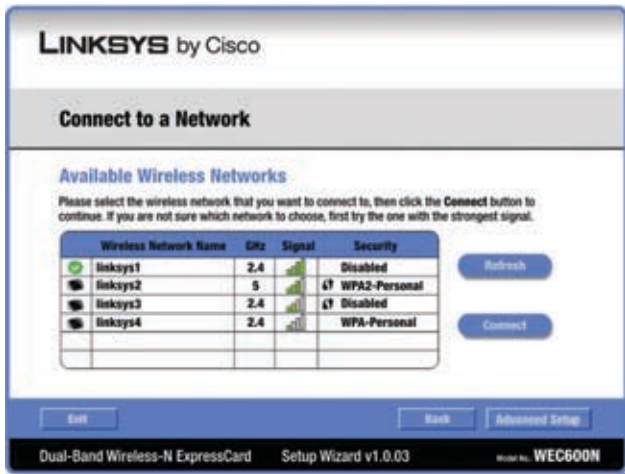 LINKSYS by Cisco
Connect to a Network
Available Wireless Networks
Please select the wireless network that you want to connect to, then click the Connect button to
continue. If you are not sure which network to choose, first try the one with the strongest signal.
Wireless Network Name GHz Signal Security
linksys1 2.4 Disabled
linksys2 5 WPA2-Personal
linksys3 2.4 Disabled
linksys4 2.4 WPA-Personal
Refresh
Connect
Exit Back Advanced Setup
Dual-Band Wireless-N ExpressCard Setup Wizard v1.0.03 Model No. WEC600N